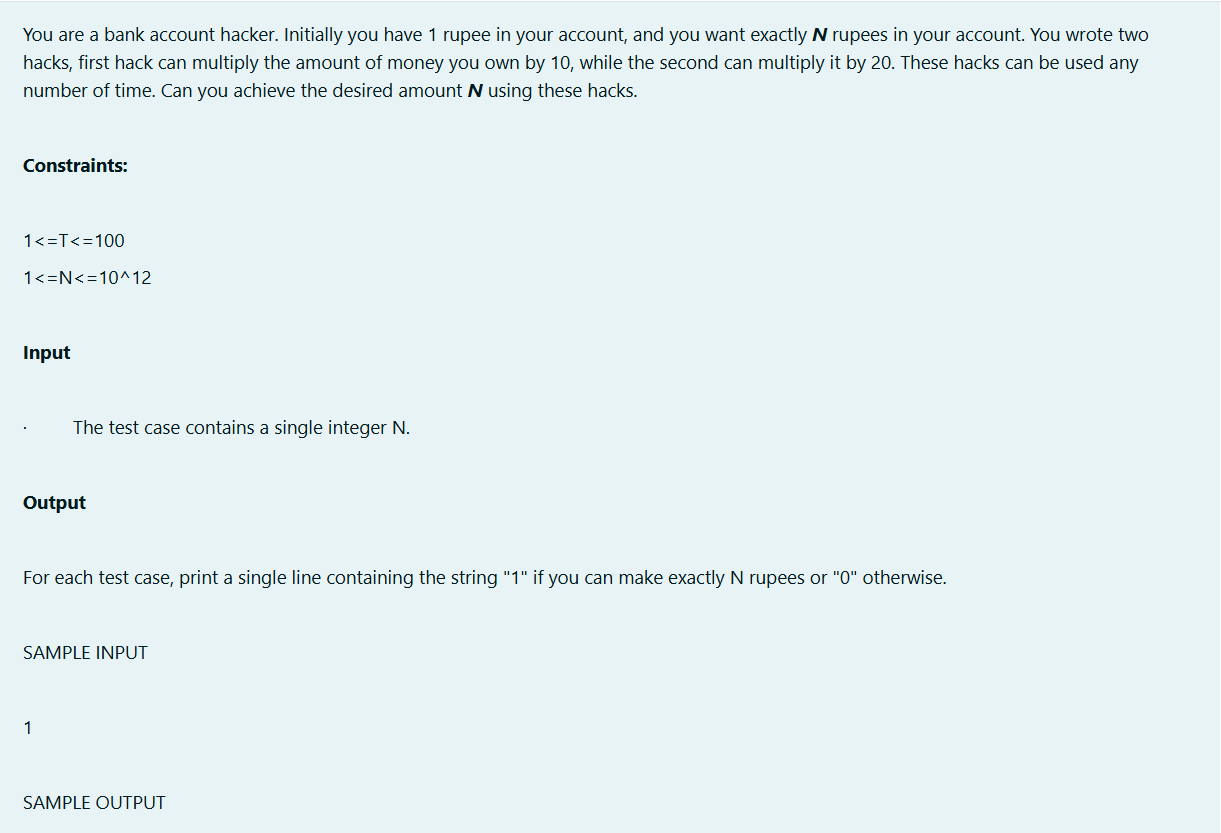 You are a bank account hacker. Initially you have 1 rupee in your account, and you want exactly N rupees in your account. You wrote two
hacks, first hack can multiply the amount of money you own by 10, while the second can multiply it by 20. These hacks can be used any
number of time. Can you achieve the desired amount N using these hacks.
Constraints:
1<=T<=100
1<=N<=10^12
Input
· The test case contains a single integer N.
Output
For each test case, print a single line containing the string "1" if you can make exactly N rupees or "0" otherwise.
SAMPLE INPUT
1
SAMPLE OUTPUT